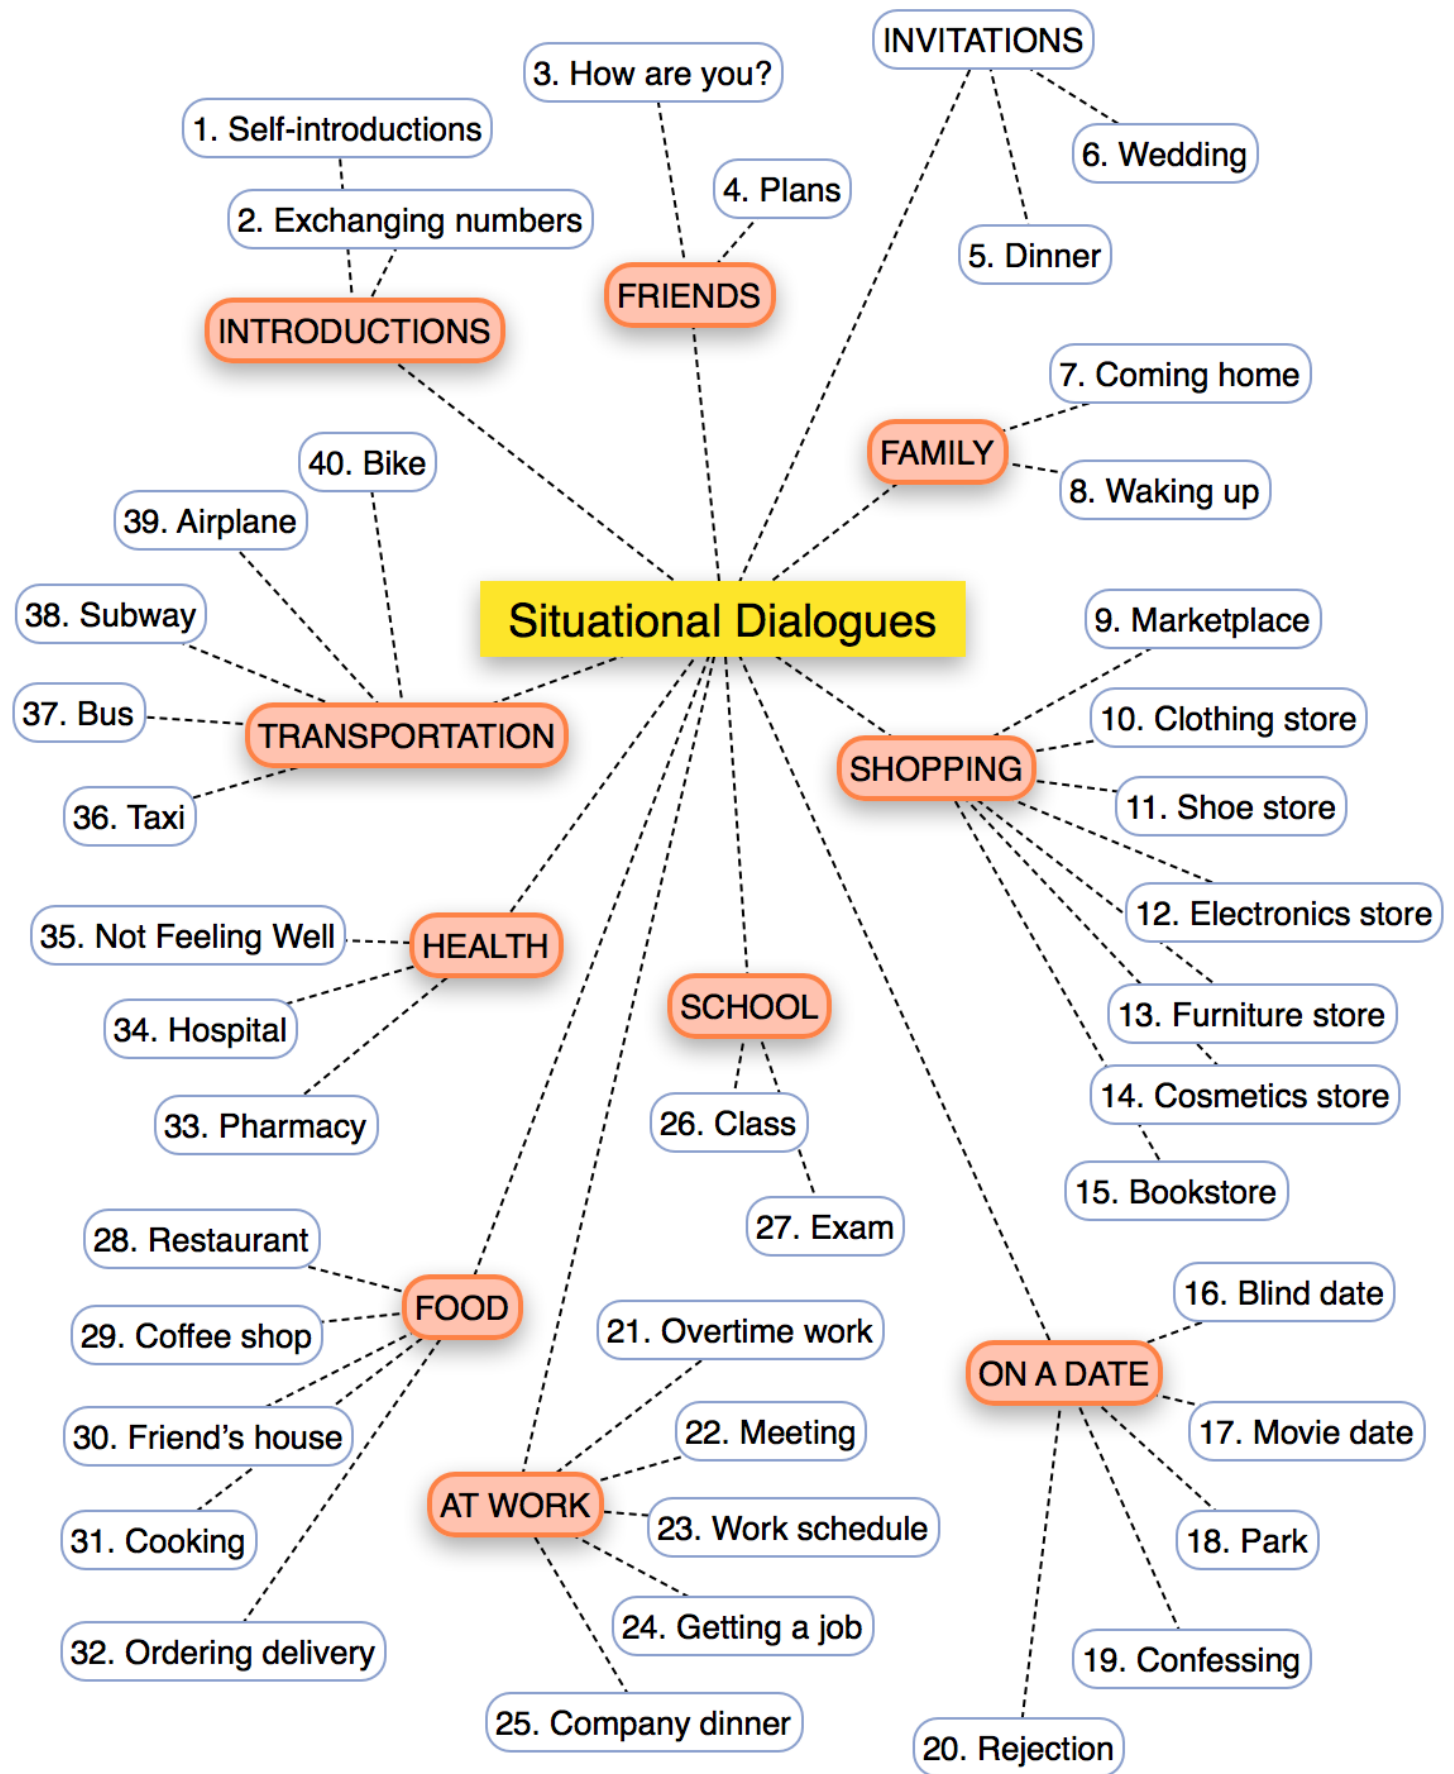 Situational Dialogues
INTRODUCTIONS
1. Self-introductions
2. Exchanging numbers
FRIENDS
3. How are you?
4. Plans
INVITATIONS
5. Dinner
6. Wedding
FAMILY
7. Coming home
8. Waking up
SHOPPING
9. Marketplace
10. Clothing store
11. Shoe store
12. Electronics store
13. Furniture store
14. Cosmetics store
15. Bookstore
ON A DATE
16. Blind date
17. Movie date
18. Park
19. Confessing
20. Rejection
AT WORK
21. Overtime work
22. Meeting
23. Work schedule
24. Getting a job
25. Company dinner
SCHOOL
26. Class
27. Exam
FOOD
28. Restaurant
29. Coffee shop
30. Friend’s house
31. Cooking
32. Ordering delivery
HEALTH
33. Pharmacy
34. Hospital
35. Not Feeling Well
TRANSPORTATION
36. Taxi
37. Bus
38. Subway
39. Airplane
40. Bike